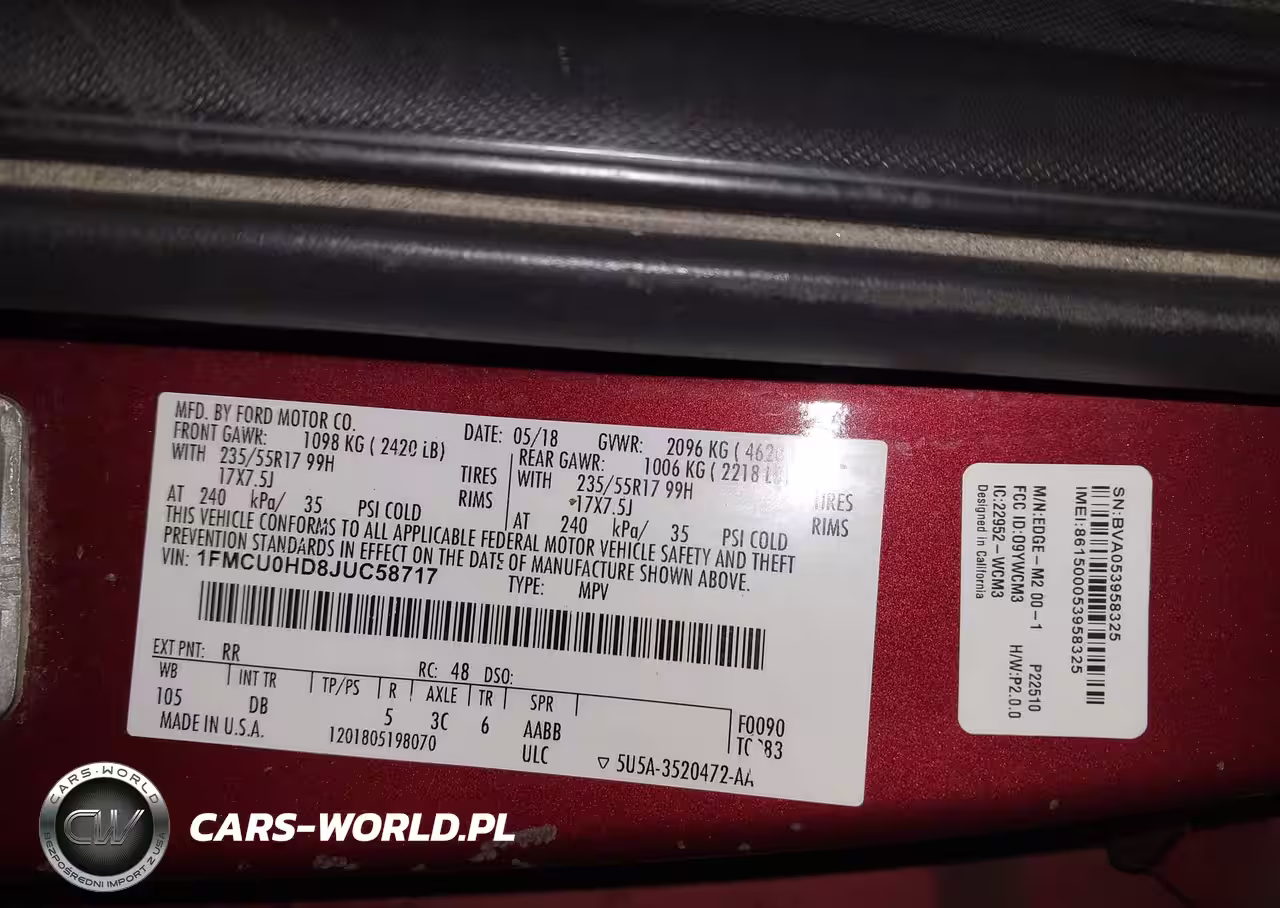 MFD. BY FORD MOTOR CO.
DATE: 05/18 GVWR: 2096 KG ( 4620
FRONT GAWR: 1098 KG ( 2420 LB)
REAR GAWR: 1006 KG ( 2218 L
WITH 235/55R17 99H TIRES
WITH 235/55R17 99H TIRES
17X7.5J RIMS
17X7.5J RIMS
AT 240 kPa/ 35 PSI COLD
AT 240 kPa/ 35 PSI COLD
THIS VEHICLE CONFORMS TO ALL APPLICABLE FEDERAL MOTOR VEHICLE SAFETY AND THEFT
PREVENTION STANDARDS IN EFFECT ON THE DATE OF MANUFACTURE SHOWN ABOVE.
VIN: 1FMCU0HD8JUC58717
TYPE: MPV
EXT PNT: RR RC: 48 DSO:
WB INT TR TP/PS R AXLE TR SPR
105 DB 5 3C 6 AABB F0090
ULC
MADE IN U.S.A. 1201805198070
5U5A-3520472-AA
SN:BVA053958325
IMEI:861500053958325
M/N:EDGE-M2.00-1 P22510
FCC ID:09YWCM3 H/W:P2.0.0
IC:22952-WCM3
Designed in California
CARS-WORLD
CW
BEZPOŚREDNI IMPORT Z USA
CARS-WORLD.PL